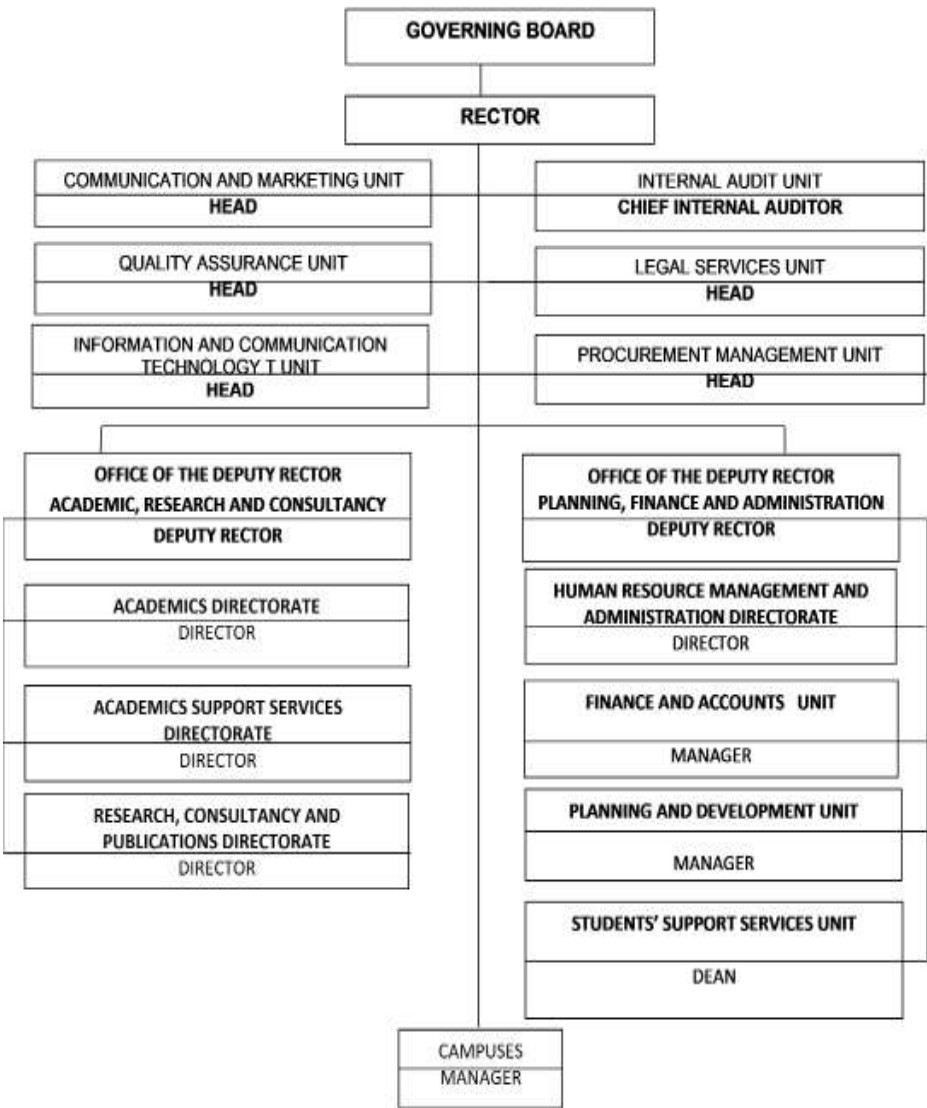 GOVERNING BOARD
RECTOR
COMMUNICATION AND MARKETING UNIT
HEAD
INTERNAL AUDIT UNIT
CHIEF INTERNAL AUDITOR
QUALITY ASSURANCE UNIT
HEAD
LEGAL SERVICES UNIT
HEAD
INFORMATION AND COMMUNICATION
TECHNOLOGY T UNIT
HEAD
PROCUREMENT MANAGEMENT UNIT
HEAD
OFFICE OF THE DEPUTY RECTOR
ACADEMIC, RESEARCH AND CONSULTANCY
DEPUTY RECTOR
ACADEMICS DIRECTORATE
DIRECTOR
ACADEMICS SUPPORT SERVICES
DIRECTORATE
DIRECTOR
RESEARCH, CONSULTANCY AND
PUBLICATIONS DIRECTORATE
DIRECTOR
OFFICE OF THE DEPUTY RECTOR
PLANNING, FINANCE AND ADMINISTRATION
DEPUTY RECTOR
HUMAN RESOURCE MANAGEMENT AND
ADMINISTRATION DIRECTORATE
DIRECTOR
FINANCE AND ACCOUNTS UNIT
MANAGER
PLANNING AND DEVELOPMENT UNIT
MANAGER
STUDENTS’ SUPPORT SERVICES UNIT
DEAN
CAMPUSES
MANAGER